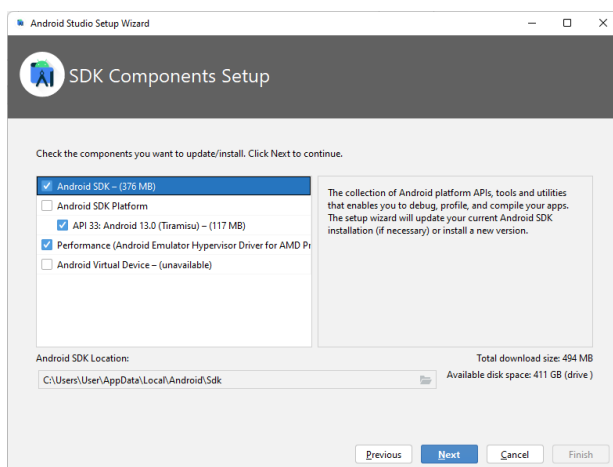 Android Studio Setup Wizard
SDK Components Setup
Check the components you want to update/install. Click Next to continue.
Android SDK – (376 MB)
Android SDK Platform
API 33: Android 13.0 (Tiramisu) – (117 MB)
Performance (Android Emulator Hypervisor Driver for AMD Pr
Android Virtual Device – (unavailable)
The collection of Android platform APIs, tools and utilities
that enables you to debug, profile, and compile your apps.
The setup wizard will update your current Android SDK
installation (if necessary) or install a new version.
Android SDK Location:
C:\Users\User\AppData\Local\Android\Sdk
Total download size: 494 MB
Available disk space: 411 GB (drive )
Previous
Next
Cancel
Finish